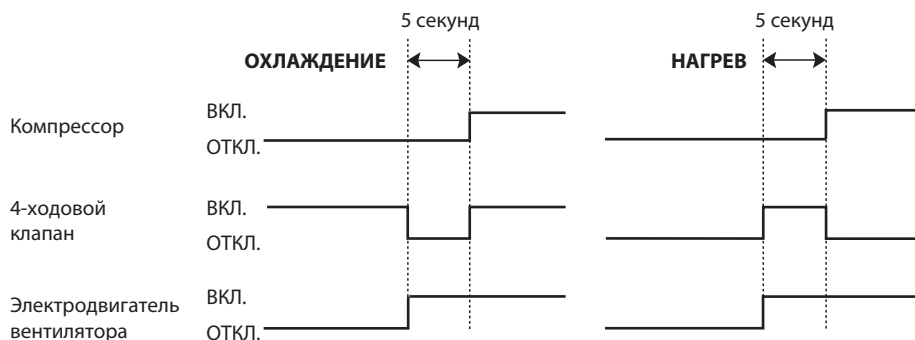 5 секунд
5 секунд
ОХЛАЖДЕНИЕ
НАГРЕВ
Компрессор
ВКЛ.
ОТКЛ.
4-ходовой
клапан
ВКЛ.
ОТКЛ.
Электродвигатель
вентилятора
ВКЛ.
ОТКЛ.